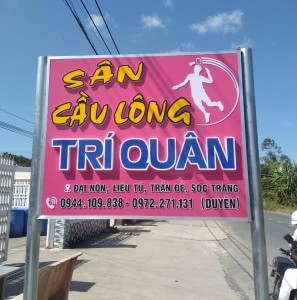 SÂN
CẦU LÔNG
TRÍ QUÂN
ĐẠI NÔN, LIÊU TÚ, TRẦN ĐỀ, SÓC TRĂNG
0944.109.838 - 0972.271.131 (DUYÊN)